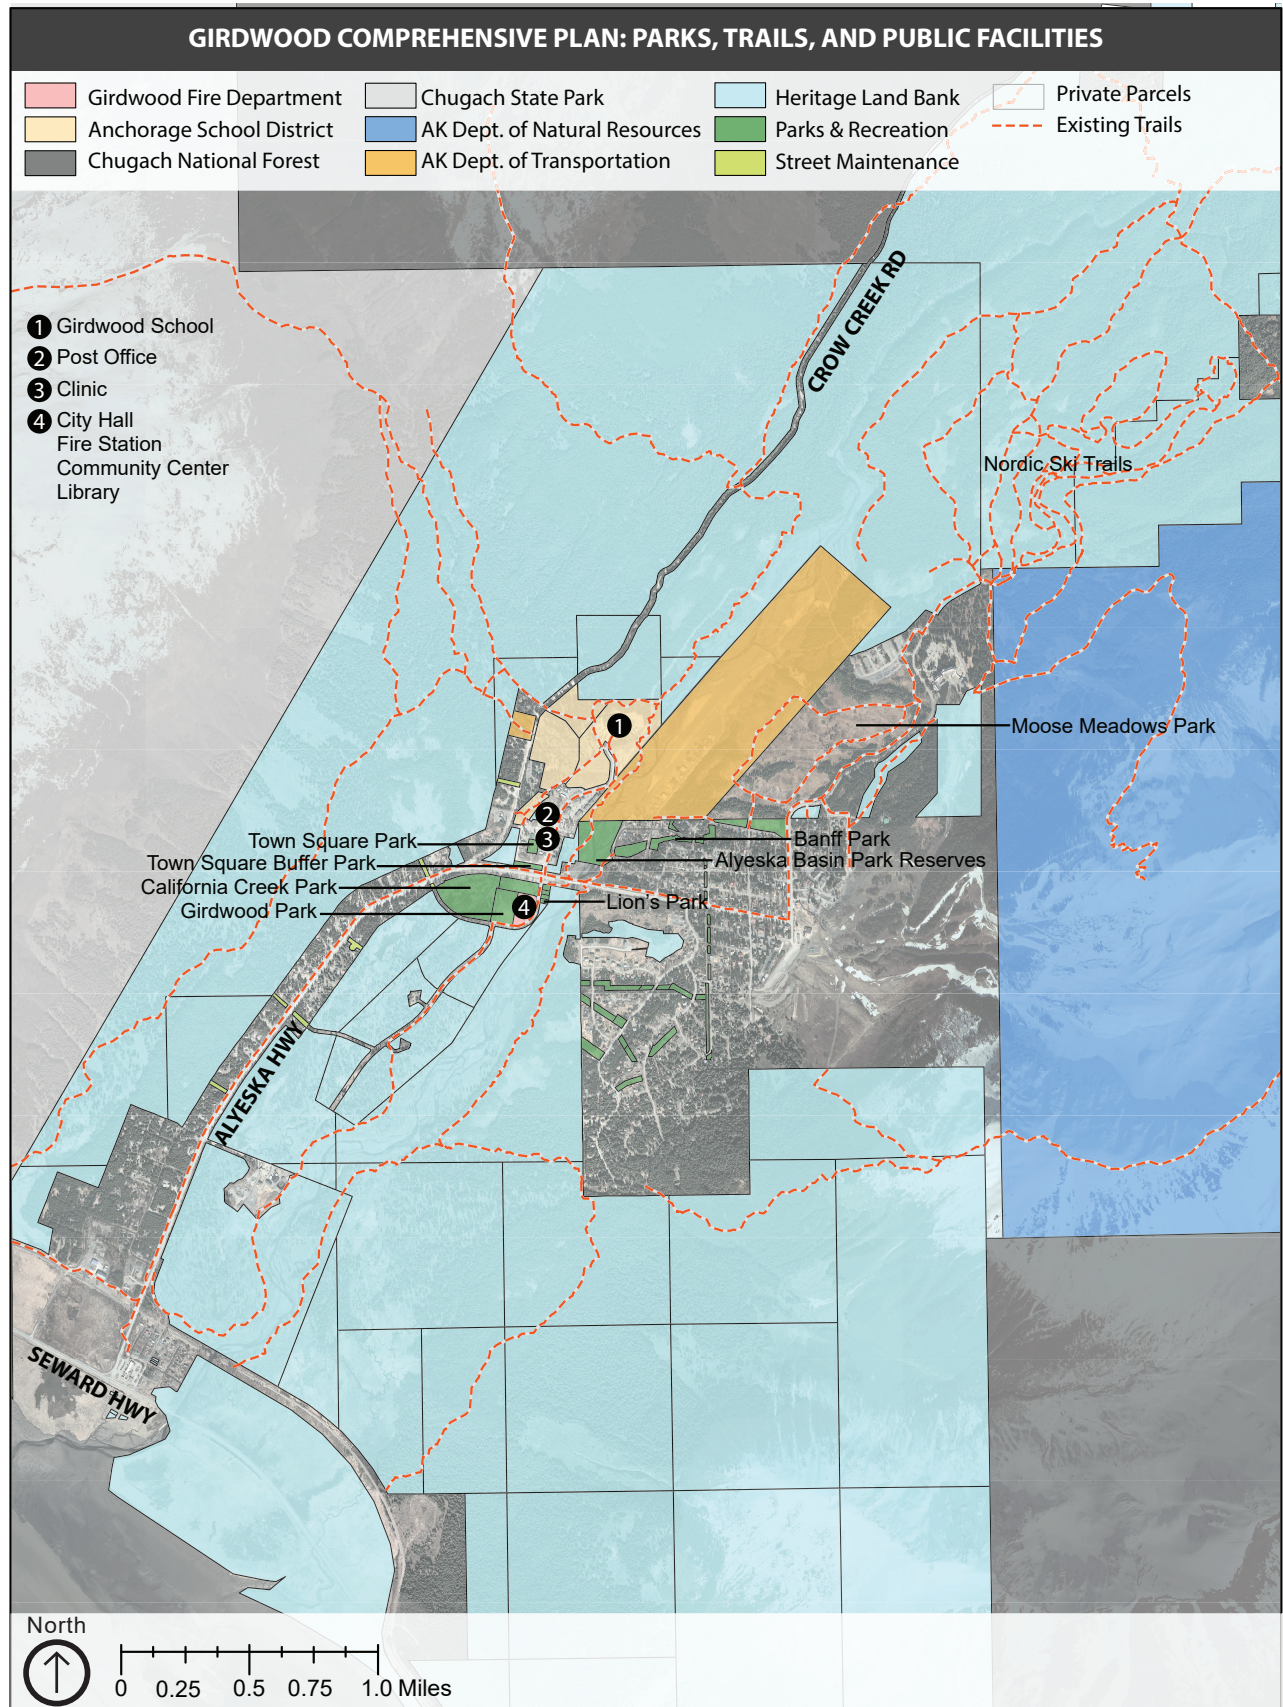 GIRDWOOD COMPREHENSIVE PLAN: PARKS, TRAILS, AND PUBLIC FACILITIES
Girdwood Fire Department
Anchorage School District
Chugach National Forest
Chugach State Park
AK Dept. of Natural Resources
AK Dept. of Transportation
Heritage Land Bank
Parks & Recreation
Street Maintenance
Private Parcels
Existing Trails
1 Girdwood School
2 Post Office
3 Clinic
4 City Hall
Fire Station
Community Center
Library
CROW CREEK RD
Nordic Ski Trails
1
Moose Meadows Park
2
3
Town Square Park
Banff Park
Town Square Buffer Park
Alyeska Basin Park Reserves
California Creek Park
Lion's Park
Girdwood Park
4
ALYESKA HWY
SEWARD HWY
North
0 0.25 0.5 0.75 1.0 Miles